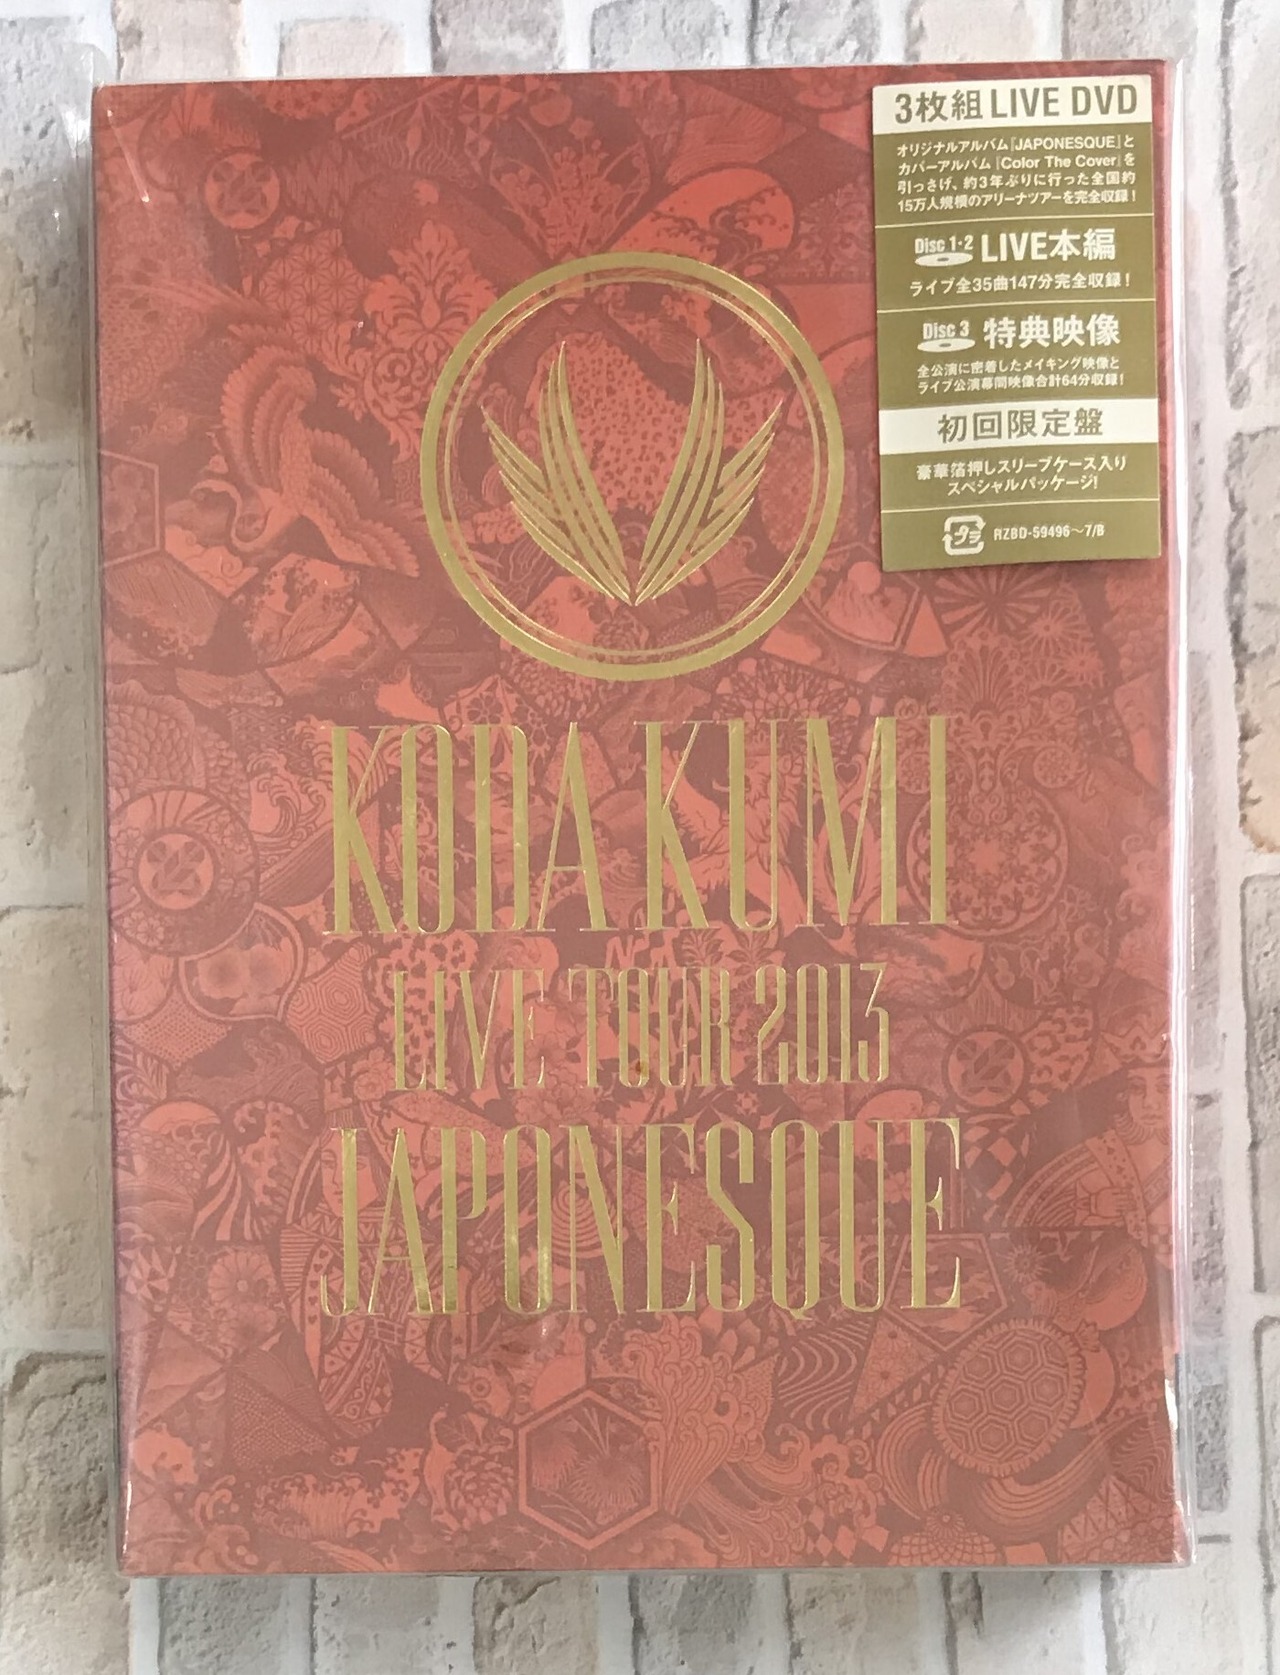 3枚組 LIVE DVD
オリジナルアルバム『JAPONESQUE』と
カバーアルバム『Color The Cover』を
引っさげ、約3年ぶりに行った全国約
15万人規模のアリーナツアーを完全収録！
Disc 1・2 LIVE本編
ライブ全35曲147分完全収録！
Disc 3 特典映像
全公演に密着したメイキング映像と
ライブ公演幕間映像合計64分収録！
初回限定盤
豪華箔押しスリーブケース入り
スペシャルパッケージ!
RZBD-59496～7/B
KODA KUMI
LIVE TOUR 2013
JAPONESQUE